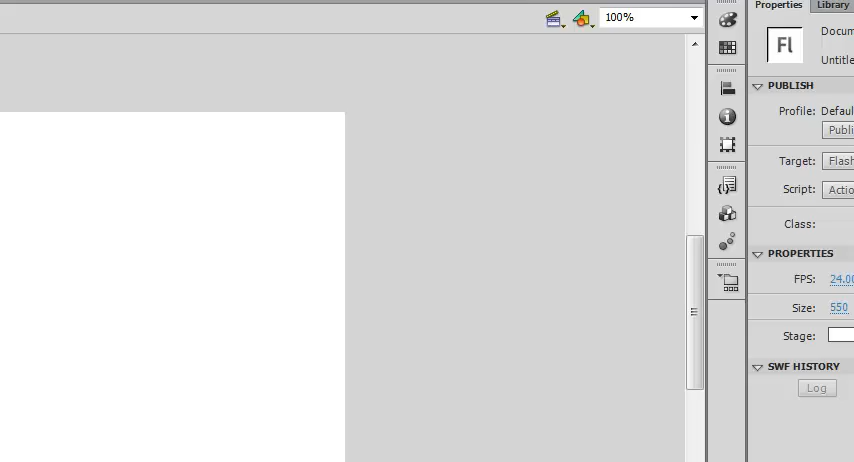 100%
Properties
Library
Fl
Docum
Untitle
PUBLISH
Profile: Defaul
Publi
Target: Flash
Script: Actio
Class:
PROPERTIES
FPS: 24.00
Size: 550
Stage:
SWF HISTORY
Log